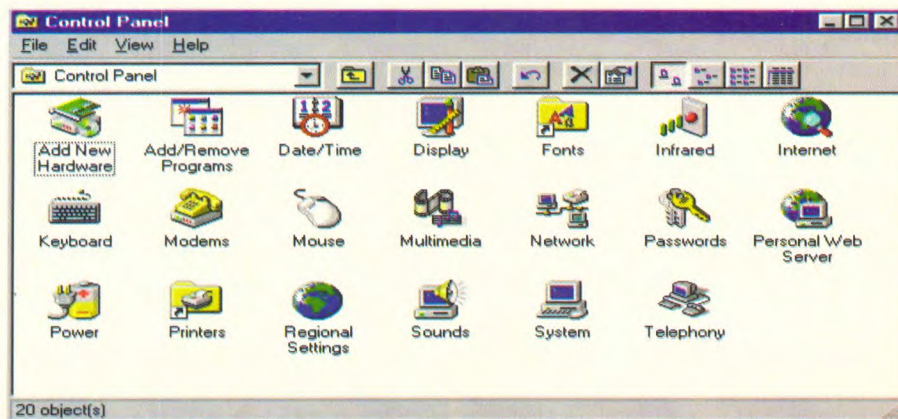 Control Panel
File Edit View Help
Control Panel
Add New Hardware
Add/Remove Programs
Date/Time
Display
Fonts
Infrared
Internet
Keyboard
Modems
Mouse
Multimedia
Network
Passwords
Personal Web Server
Power
Printers
Regional Settings
Sounds
System
Telephony
20 object(s)